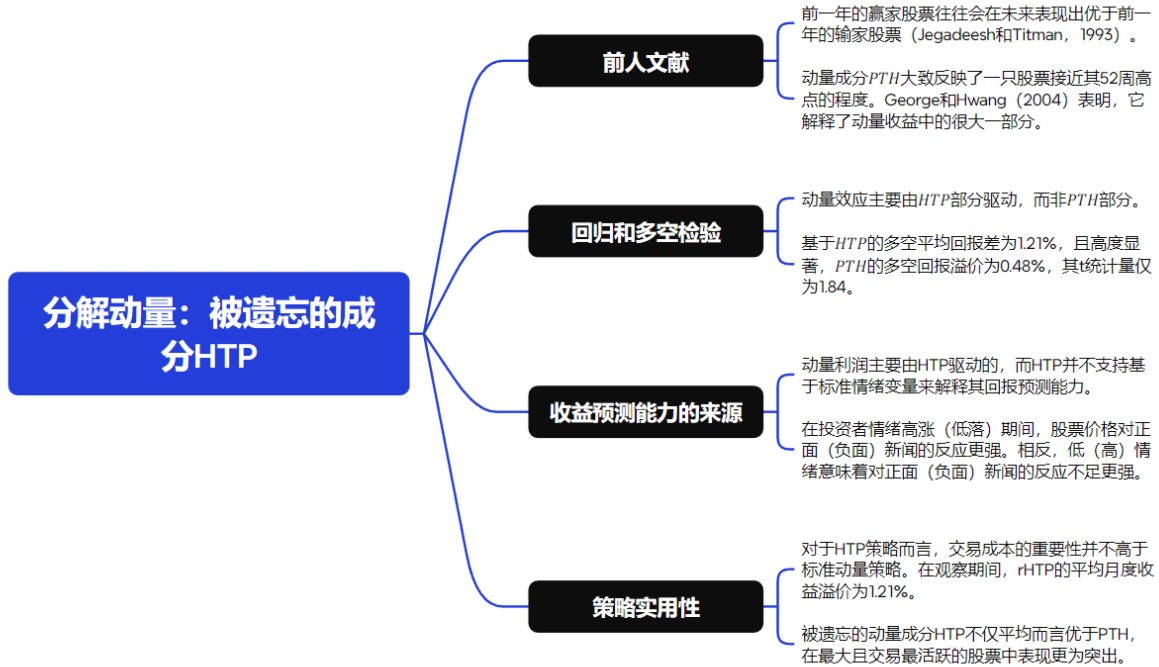 分解动量：被遗忘的成
分HTP
前人文献
前一年的赢家股票往往会在未来表现出优于前一
年的输家股票（Jegadeesh和Titman，1993）。
动量成分PTH大致反映了一只股票接近其52周高
点的程度。George和Hwang（2004）表明，它
解释了动量收益中的很大一部分。
回归和多空检验
动量效应主要由HTP部分驱动，而非PTH部分。
基于HTP的多空平均回报差为1.21%，且高度显
著，PTH的多空回报溢价为0.48%，其t统计量仅
为1.84。
收益预测能力的来源
动量利润主要由HTP驱动的，而HTP并不支持基
于标准情绪变量来解释其回报预测能力。
在投资者情绪高涨（低落）期间，股票价格对正
面（负面）新闻的反应更强。相反，低（高）情
绪意味着对正面（负面）新闻的反应不足更强。
策略实用性
对于HTP策略而言，交易成本的重要性并不高于
标准动量策略。在观察期间，rHTP的平均月度收
益溢价为1.21%。
被遗忘的动量成分HTP不仅平均而言优于PTH，
在最大且交易最活跃的股票中表现更为突出。